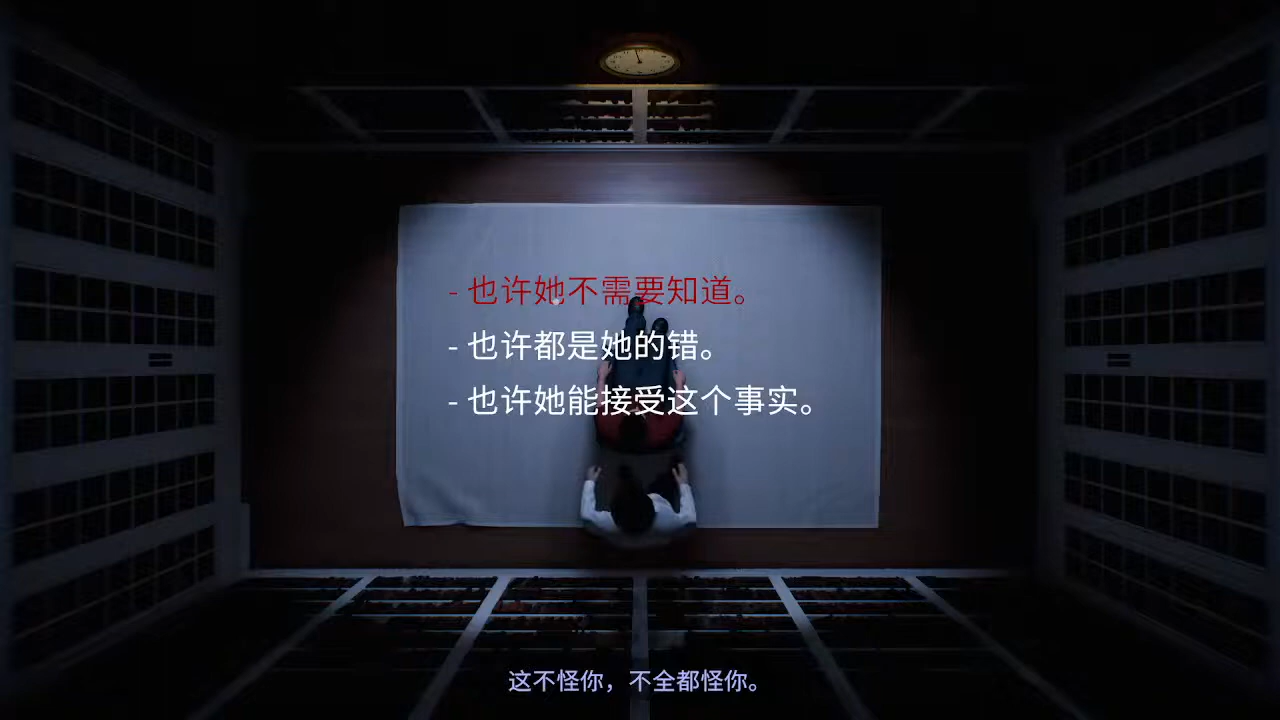 - 也许她不需要知道。
- 也许都是她的错。
- 也许她能接受这个事实。
这不怪你，不全都怪你。